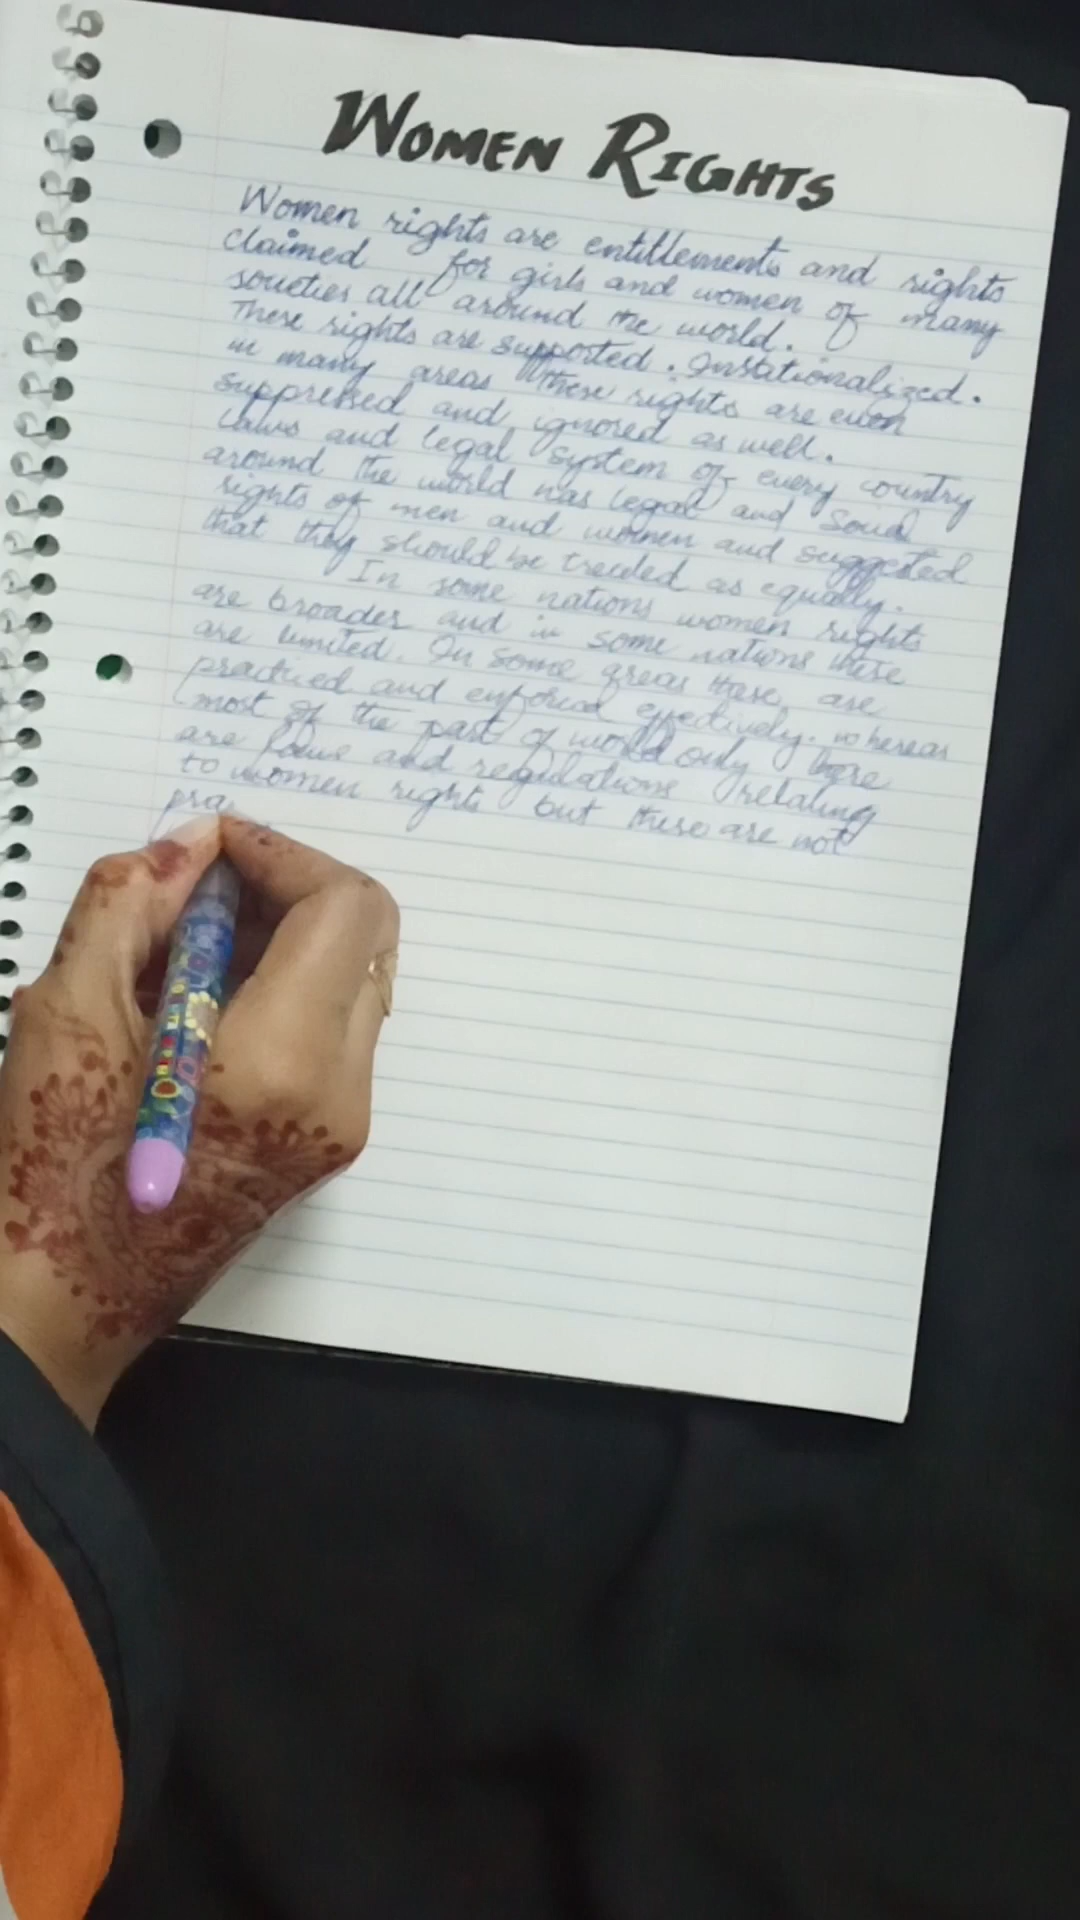 WOMEN RIGHTS
Women rights are entitlements and rights
claimed for girls and women of many
societies all around the world.
These rights are supported. Instationalized.
in many areas these rights are even
suppressed and ignored as well.
Laws and legal system of every country
around the world has legal and social
rights of men and women and suggested
that they should be treated as equally.
In some nations women rights
are broader and in some nations these
are limited. In some areas these are
practiced and enforced effectively. whereas
most of the part of world only there
are laws and regulations relating
to women rights but these are not
pra